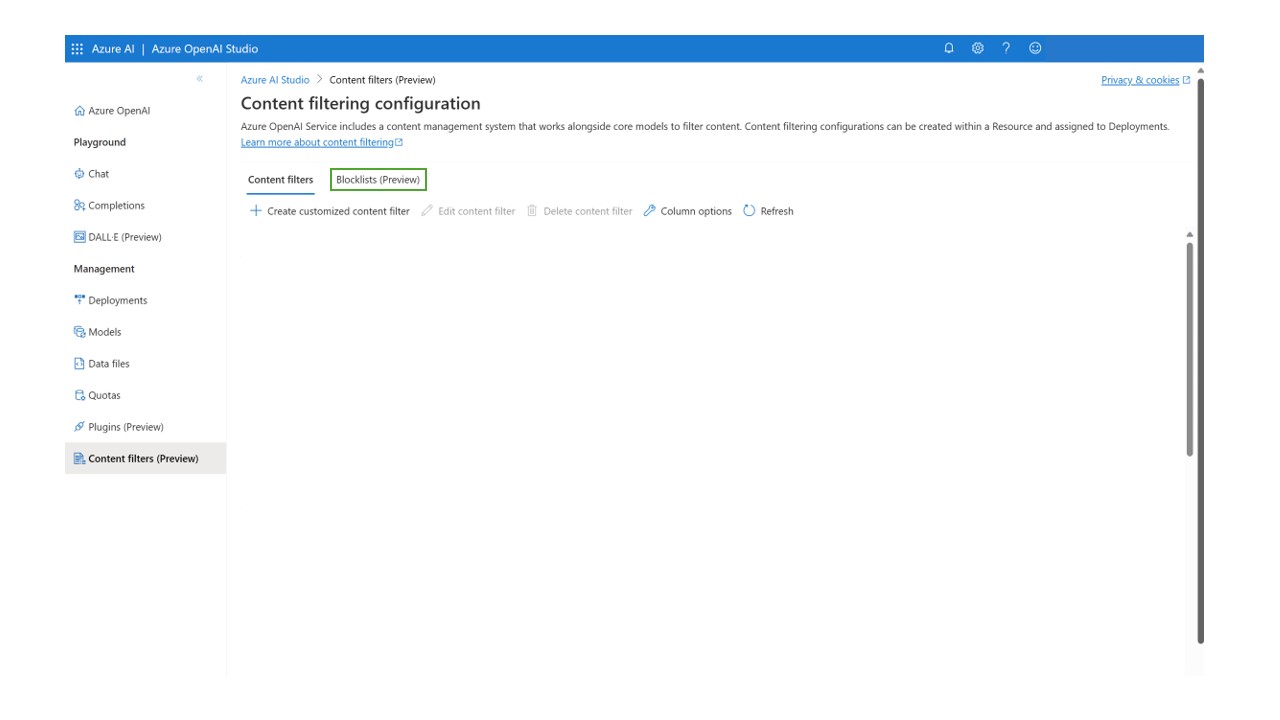 Azure AI | Azure OpenAI Studio
Azure AI Studio > Content filters (Preview)
Privacy & cookies
Content filtering configuration
Azure OpenAI Service includes a content management system that works alongside core models to filter content. Content filtering configurations can be created within a Resource and assigned to Deployments.
Learn more about content filtering
Content filters Blocklists (Preview)
Create customized content filter Edit content filter Delete content filter Column options Refresh
Azure OpenAI
Playground
Chat
Completions
DALL·E (Preview)
Management
Deployments
Models
Data files
Quotas
Plugins (Preview)
Content filters (Preview)